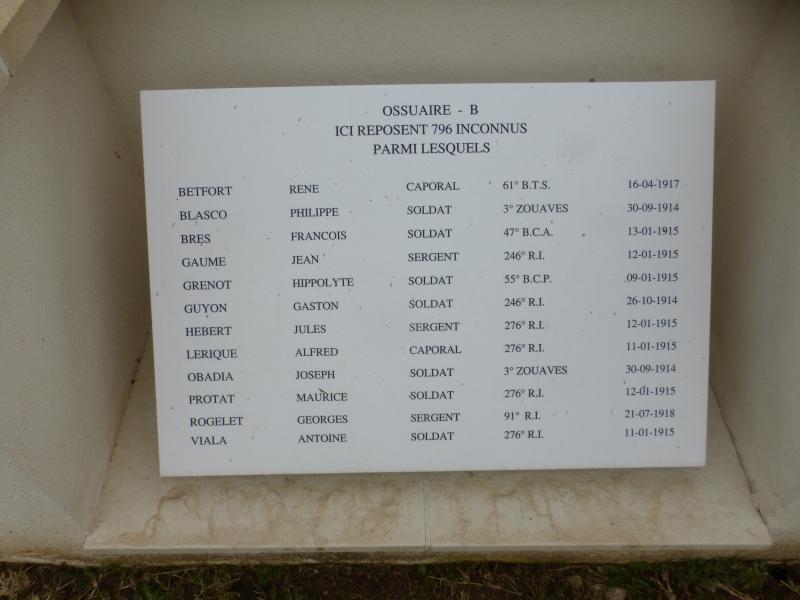 OSSUAIRE - B
ICI REPOSENT 796 INCONNUS
PARMI LESQUELS
BETFORT RENE CAPORAL 61° B.T.S. 16-04-1917
BLASCO PHILIPPE SOLDAT 3° ZOUAVES 30-09-1914
BRES FRANCOIS SOLDAT 47° B.C.A. 13-01-1915
GAUME JEAN SERGENT 246° R.I. 12-01-1915
GRENOT HIPPOLYTE SOLDAT 55° B.C.P. 09-01-1915
GUYON GASTON SOLDAT 246° R.I. 26-10-1914
HEBERT JULES SERGENT 276° R.I. 12-01-1915
LERIQUE ALFRED CAPORAL 276° R.I. 11-01-1915
OBADIA JOSEPH SOLDAT 3° ZOUAVES 30-09-1914
PROTAT MAURICE SOLDAT 276° R.I. 12-01-1915
ROGELET GEORGES SERGENT 91° R.I. 21-07-1918
VIALA ANTOINE SOLDAT 276° R.I. 11-01-1915